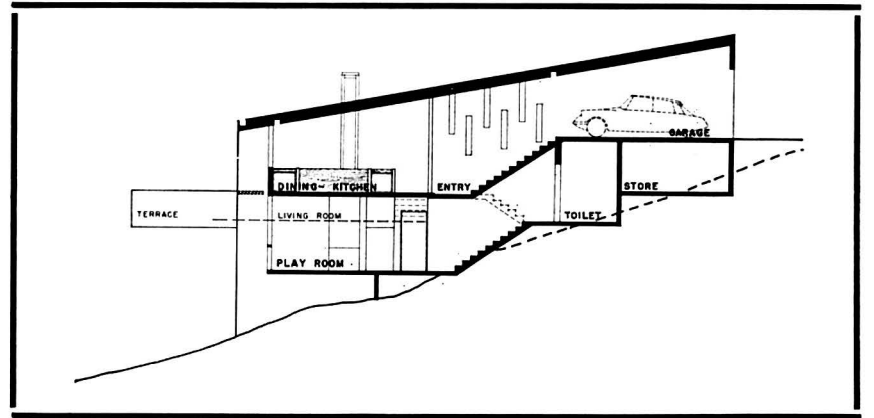 GARAGE
DINING- KITCHEN
ENTRY
STORE
TERRACE
LIVING ROOM
TOILET
PLAY ROOM